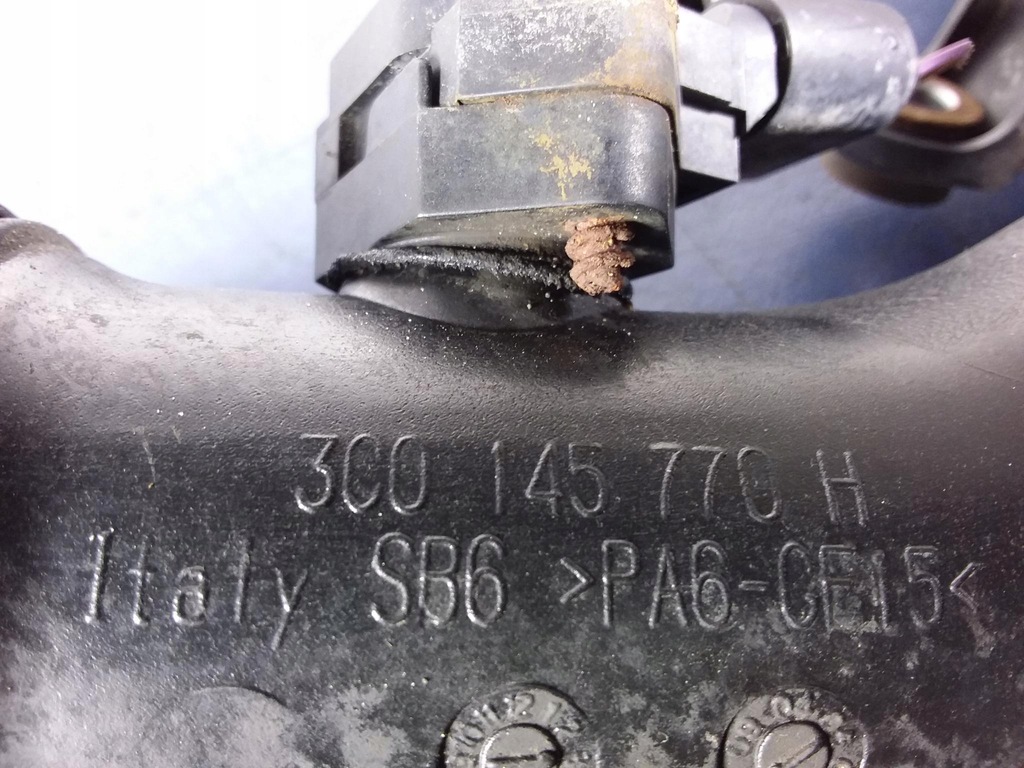 3C0 145 770 H
Italy SB6 >PA6-GF15<